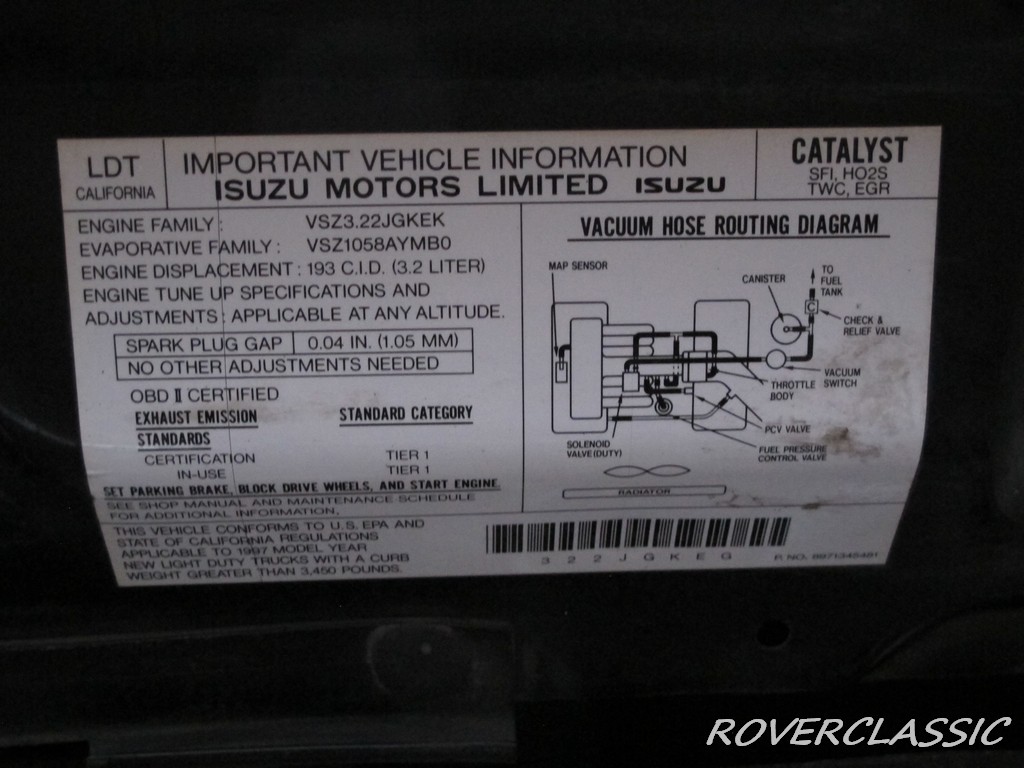 LDT
CALIFORNIA
IMPORTANT VEHICLE INFORMATION
ISUZU MOTORS LIMITED ISUZU
CATALYST
SFI, HO2S
TWC, EGR
ENGINE FAMILY : VSZ3.22JGKEK
EVAPORATIVE FAMILY : VSZ1058AYMB0
ENGINE DISPLACEMENT : 193 C.I.D. (3.2 LITER)
ENGINE TUNE UP SPECIFICATIONS AND
ADJUSTMENTS : APPLICABLE AT ANY ALTITUDE.
SPARK PLUG GAP 0.04 IN. (1.05 MM)
NO OTHER ADJUSTMENTS NEEDED
OBD II CERTIFIED
EXHAUST EMISSION STANDARD CATEGORY
STANDARDS
CERTIFICATION TIER 1
IN-USE TIER 1
SET PARKING BRAKE, BLOCK DRIVE WHEELS, AND START ENGINE
SEE SHOP MANUAL AND MAINTENANCE SCHEDULE
FOR ADDITIONAL INFORMATION.
THIS VEHICLE CONFORMS TO U.S. EPA AND
STATE OF CALIFORNIA REGULATIONS
APPLICABLE TO 1997 MODEL YEAR
NEW LIGHT DUTY TRUCKS WITH A CURB
WEIGHT GREATER THAN 3,450 POUNDS.
VACUUM HOSE ROUTING DIAGRAM
MAP SENSOR
CANISTER
TO
FUEL
TANK
C
CHECK &
RELIEF VALVE
VACUUM
SWITCH
THROTTLE
BODY
PCV VALVE
FUEL PRESSURE
CONTROL VALVE
SOLENOID
VALVE (DUTY)
RADIATOR
322JGKEG
P. NO. 8971345491
ROVERCLASSIC